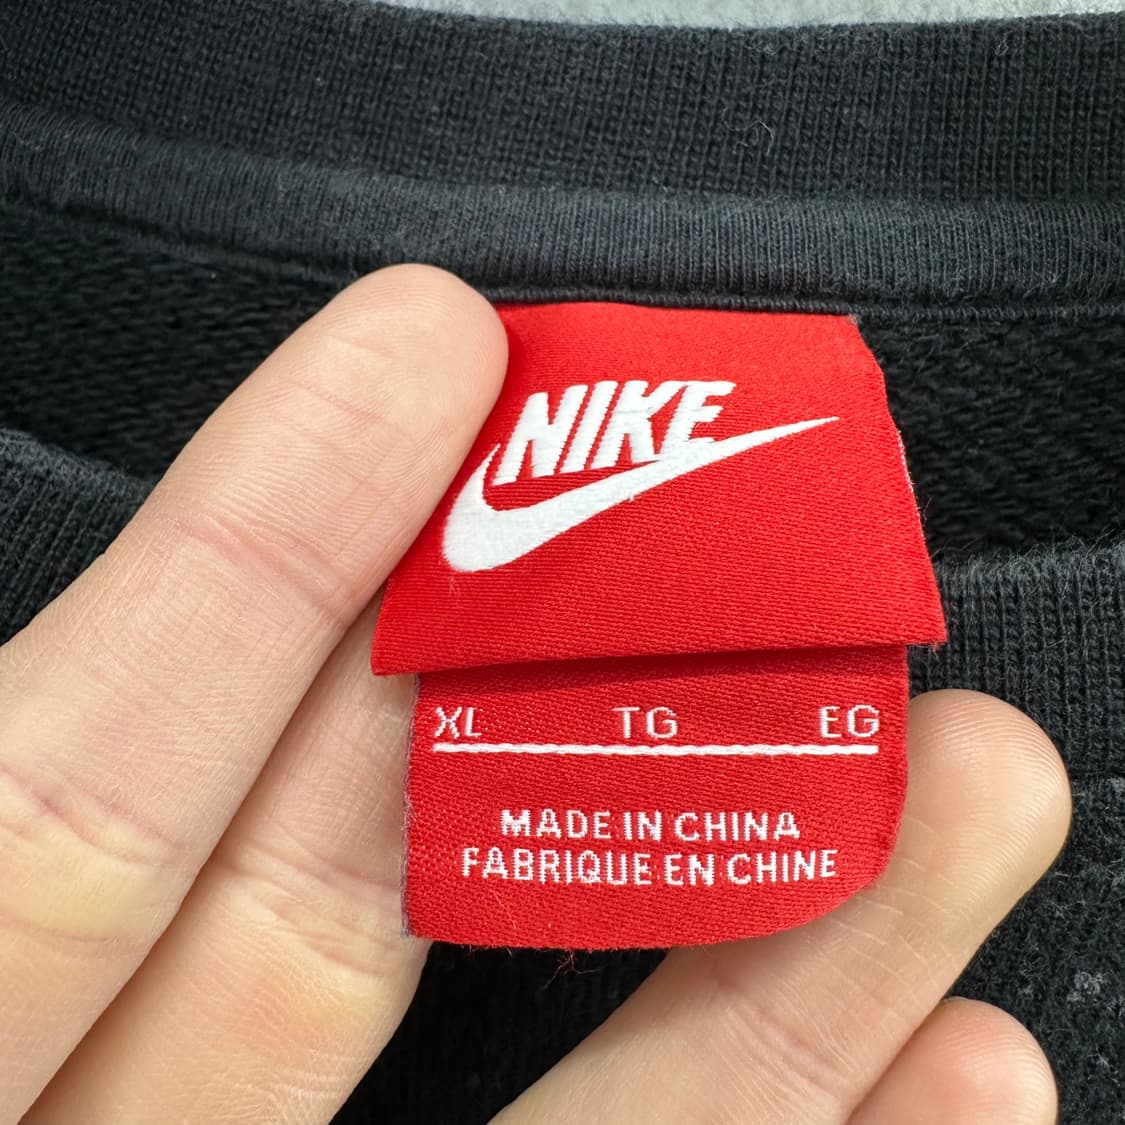 NIKE
XL TG EG
MADE IN CHINA
FABRIQUE EN CHINE